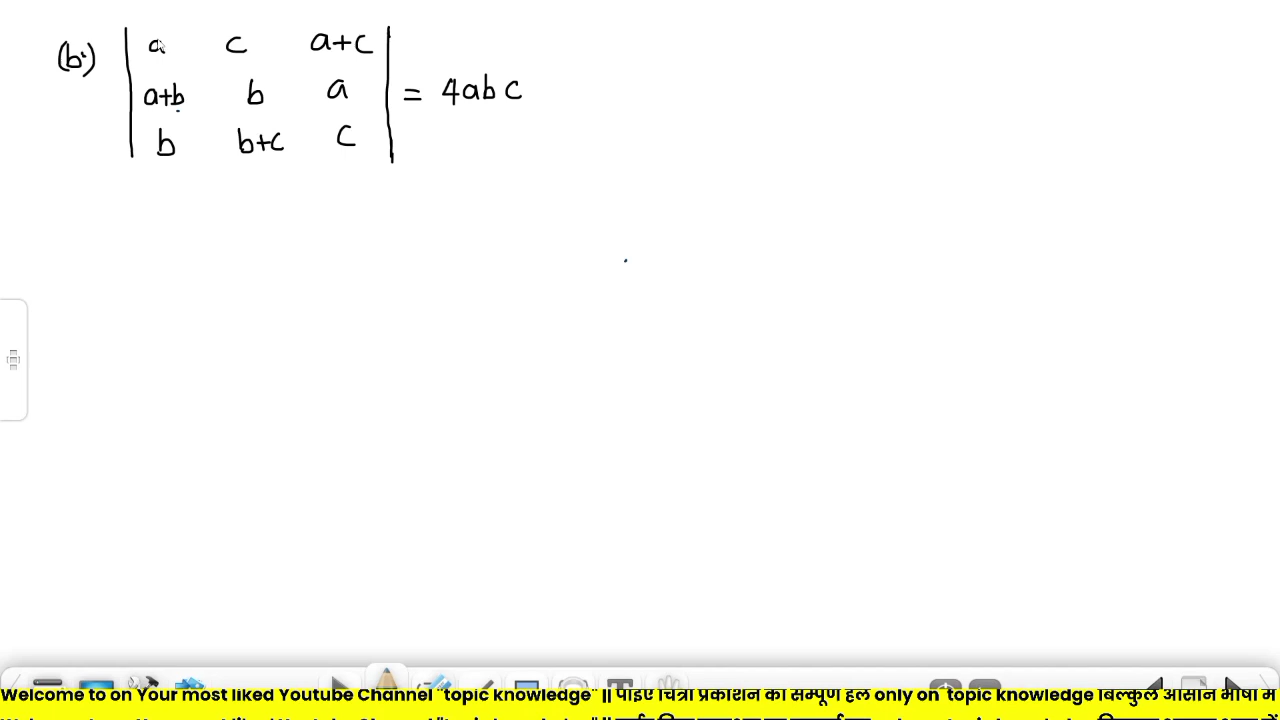 (b)
a c a+c
a+b b a = 4abc
b b+c c
Welcome to on Your most liked Youtube Channel "topic knowledge" || पाइए चित्रा प्रकाशन का सम्पूर्ण हल only on topic knowledge बिल्कुल आसान भाषा में